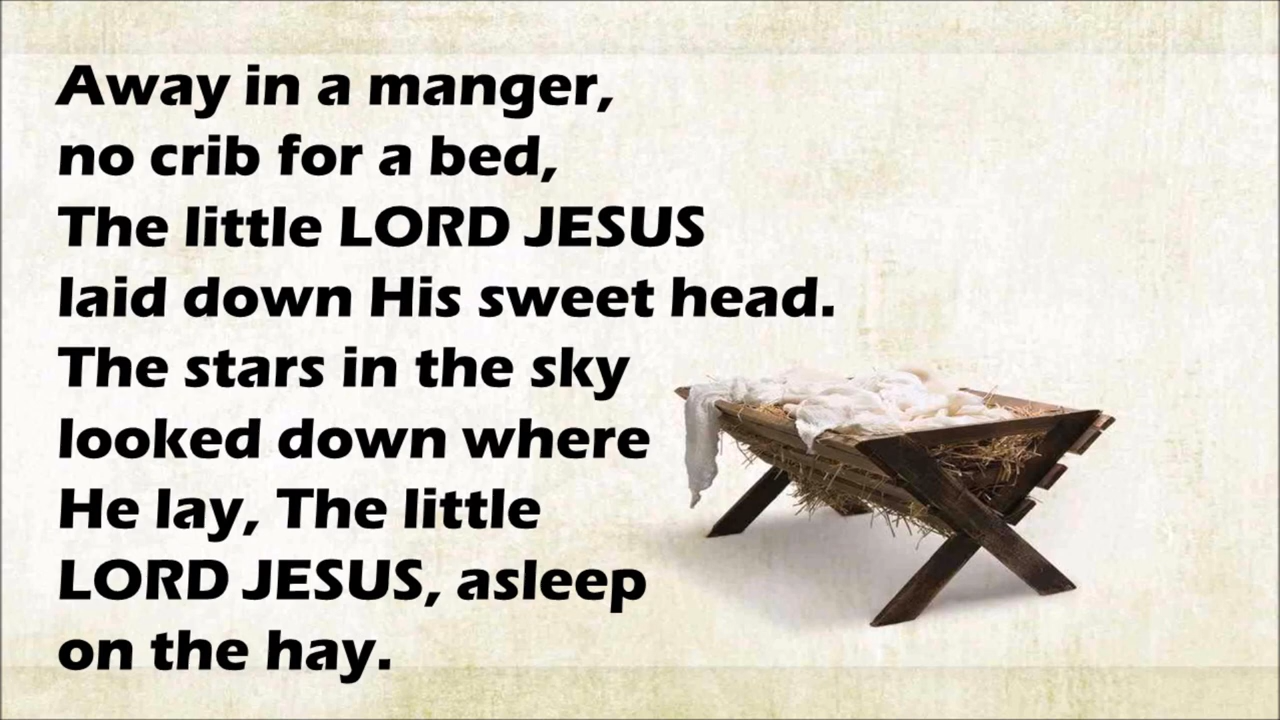 Away in a manger,
no crib for a bed,
The little LORD JESUS
laid down His sweet head.
The stars in the sky
looked down where
He lay, The little
LORD JESUS, asleep
on the hay.